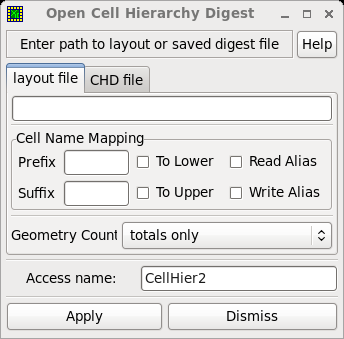 Open Cell Hierarchy Digest
Enter path to layout or saved digest file Help
layout file CHD file
Cell Name Mapping
Prefix To Lower Read Alias
Suffix To Upper Write Alias
Geometry Count totals only
Access name: CellHier2
Apply Dismiss